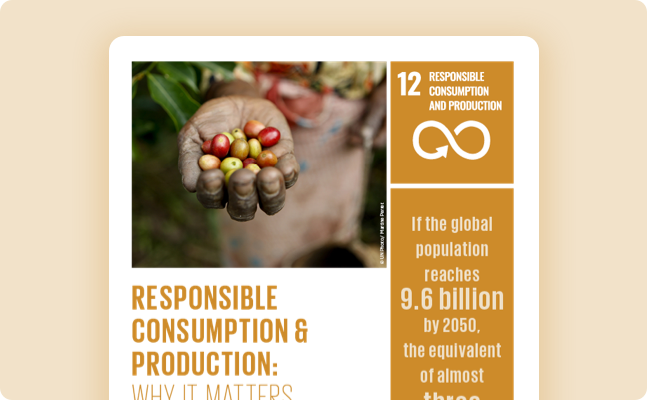 12 RESPONSIBLE
CONSUMPTION
AND PRODUCTION
© UN Photo/ Martine Perret
RESPONSIBLE
CONSUMPTION &
PRODUCTION:
WHY IT MATTERS
If the global
population
reaches
9.6 billion
by 2050,
the equivalent
of almost
three